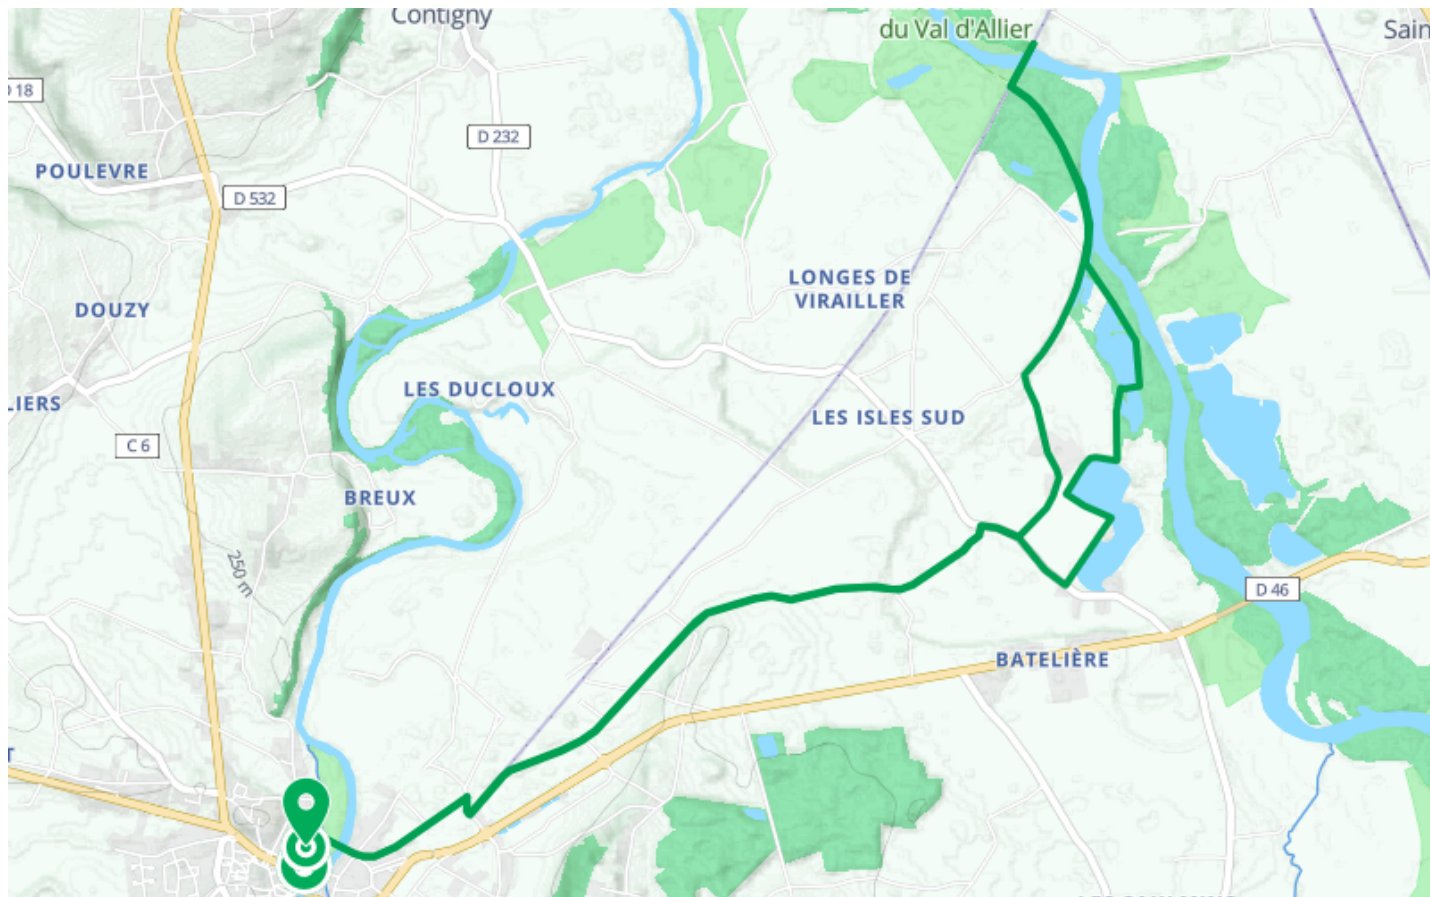 Contigny
du Val d'Allier
Sain
18
D 232
POULEVRE
D 532
LONGES DE
VIRAILLER
DOUZY
LES DUCLOUX
LIERS
LES ISLES SUD
C 6
BREUX
250 m
D 46
BATELIÈRE
T